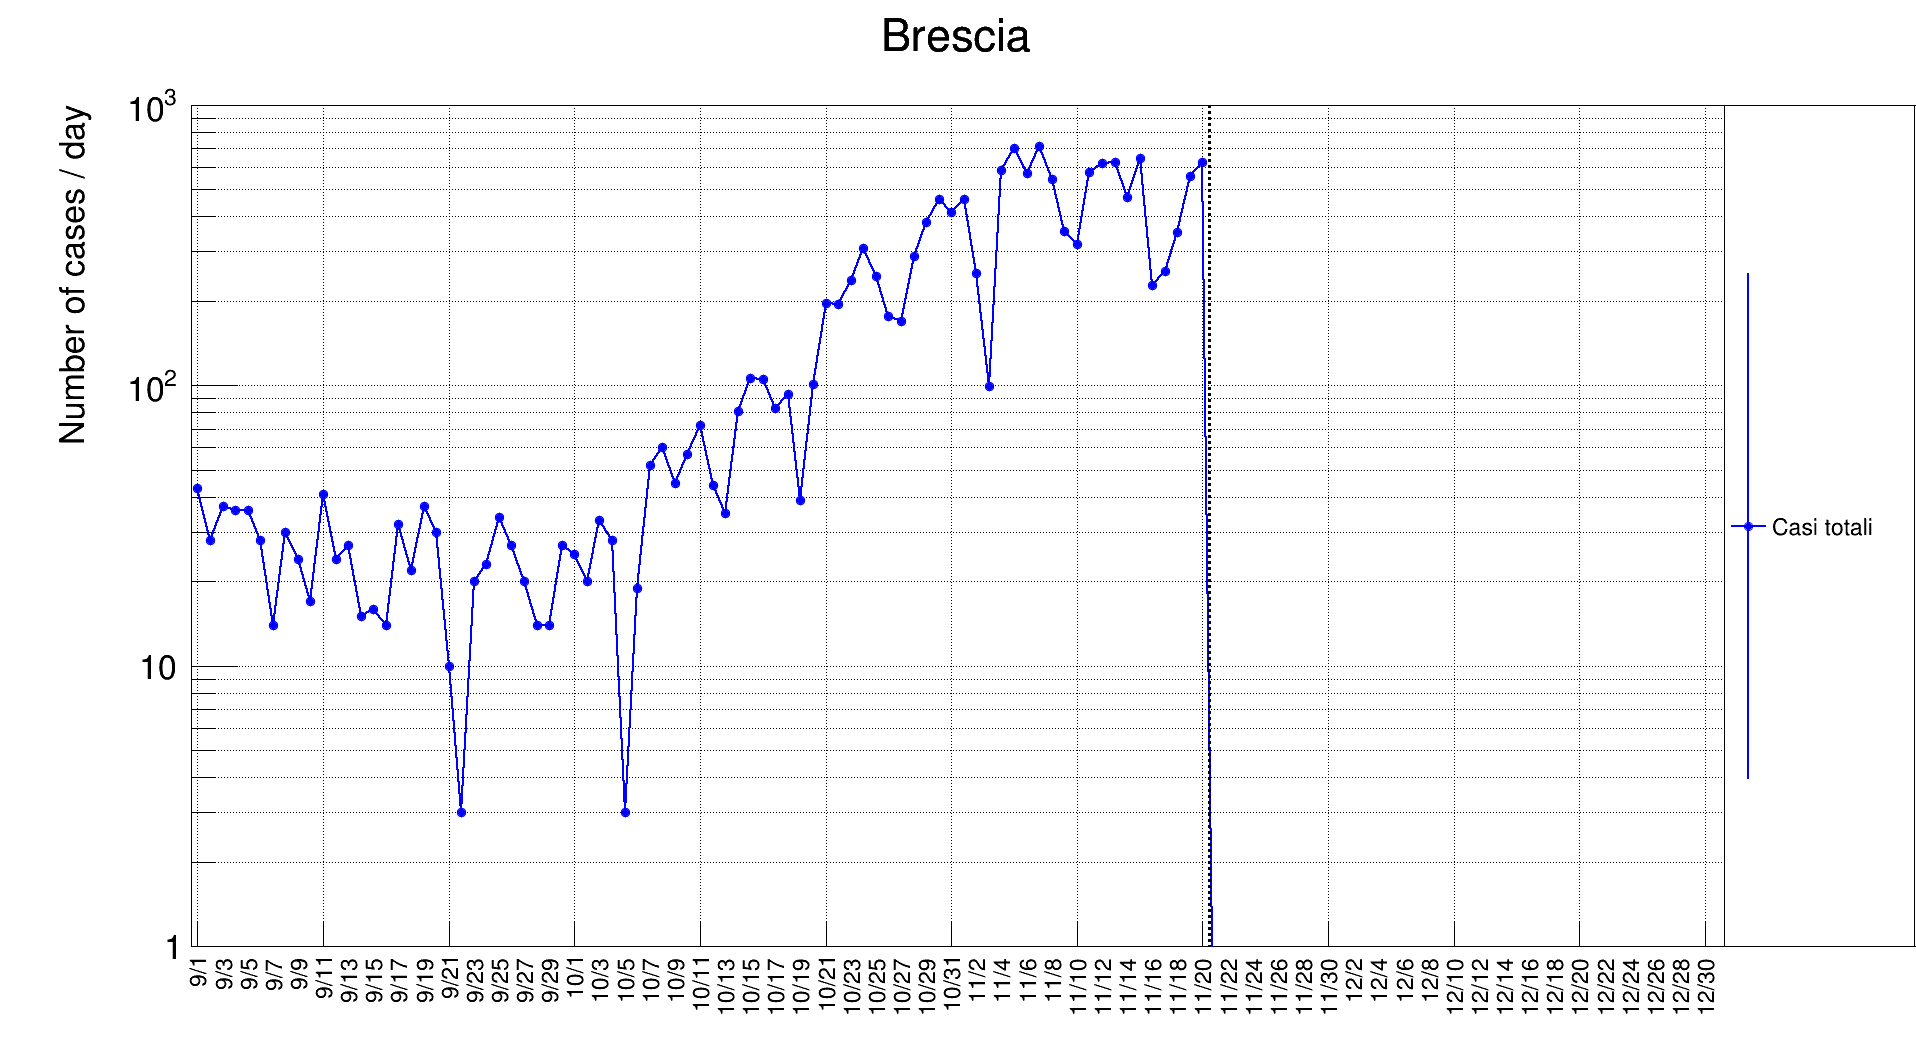 Brescia
Number of cases / day
10³
10²
10
1
9/1 9/3 9/5 9/7 9/9 9/11 9/13 9/15 9/17 9/19 9/21 9/23 9/25 9/27 9/29 10/1 10/3 10/5 10/7 10/9 10/11 10/13 10/15 10/17 10/19 10/21 10/23 10/25 10/27 10/29 10/31 11/2 11/4 11/6 11/8 11/10 11/12 11/14 11/16 11/18 11/20 11/22 11/24 11/26 11/28 11/30 12/2 12/4 12/6 12/8 12/10 12/12 12/14 12/16 12/18 12/20 12/22 12/24 12/26 12/28 12/30
Casi totali